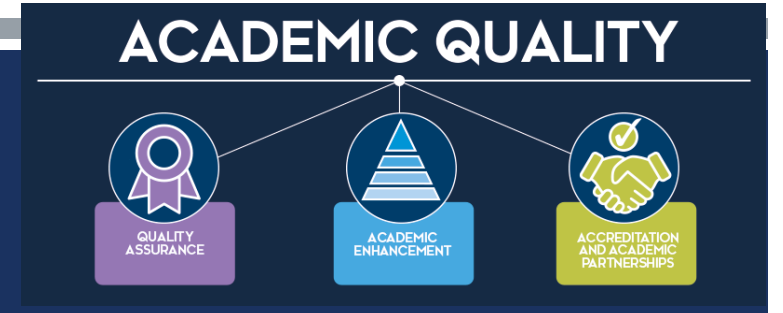 ACADEMIC QUALITY
QUALITY
ASSURANCE
ACADEMIC
ENHANCEMENT
ACCREDITATION
AND ACADEMIC
PARTNERSHIPS